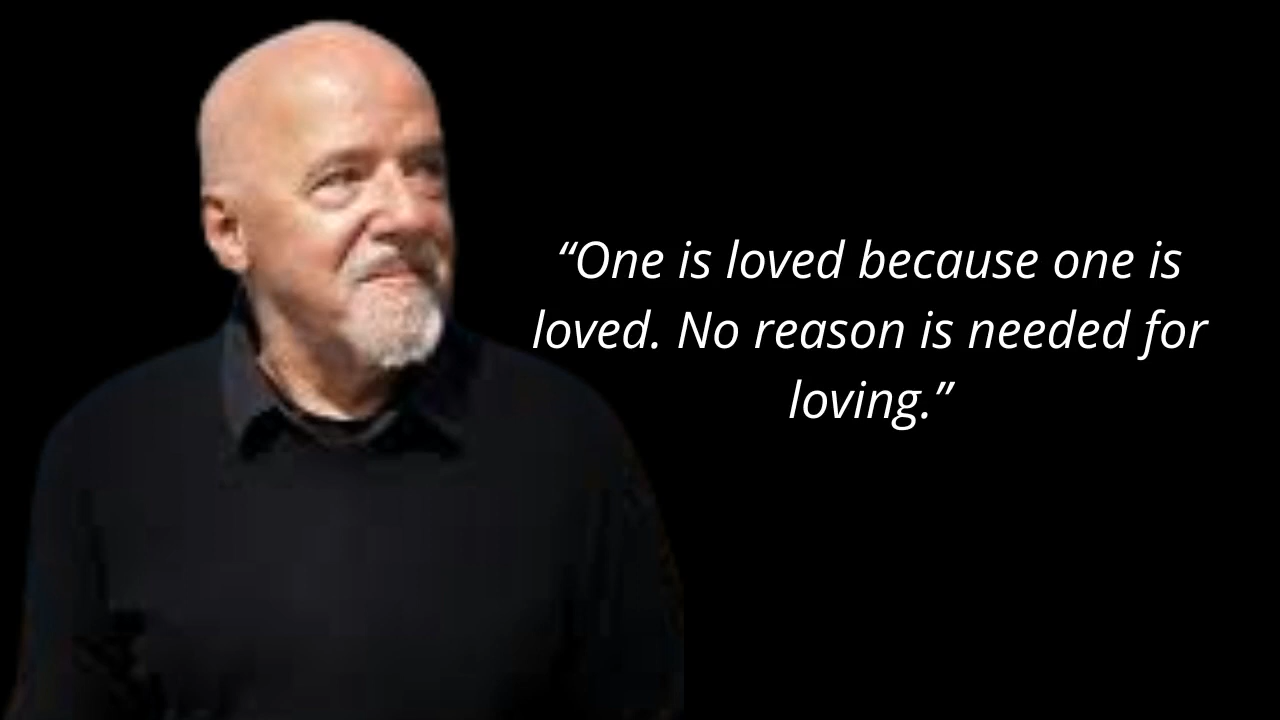 “One is loved because one is
loved. No reason is needed for
loving.”